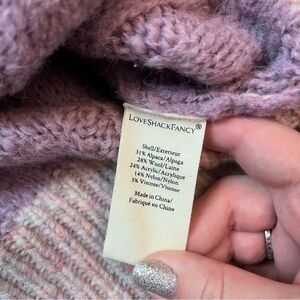 LoveShackFancy®
Shell/Exterieur
31% Alpaca/Alpaga
28% Wool/Laine
24% Acrylic/Acrylique
14% Nylon/Nylon
3% Viscose/Viscose
Made in China/
Fabriqué en Chine